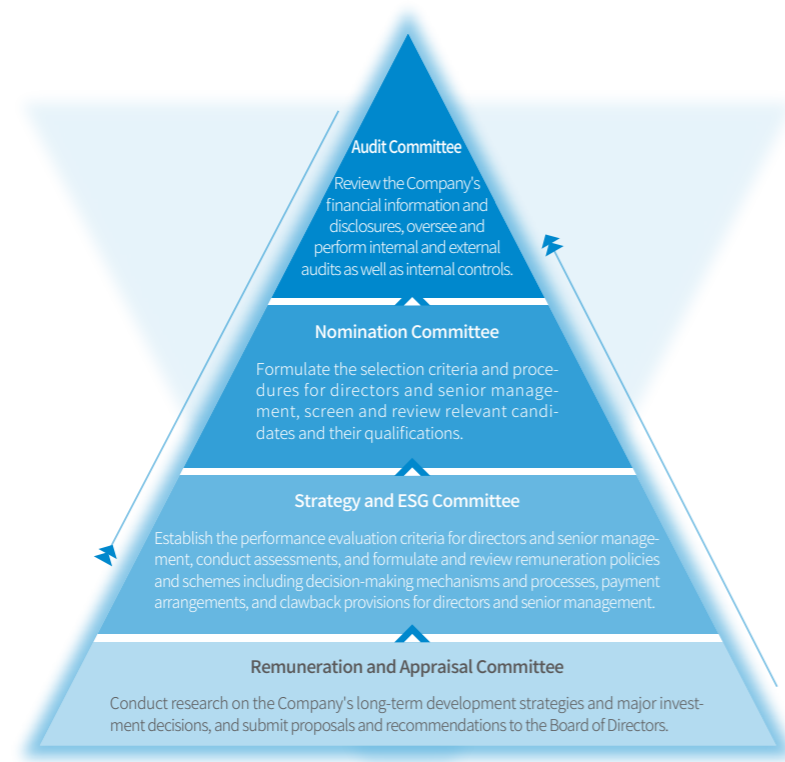 Audit Committee
Review the Company's
financial information and
disclosures, oversee and
perform internal and external
audits as well as internal controls.
Nomination Committee
Formulate the selection criteria and proce-
dures for directors and senior manage-
ment, screen and review relevant candi-
dates and their qualifications.
Strategy and ESG Committee
Establish the performance evaluation criteria for directors and senior manage-
ment, conduct assessments, and formulate and review remuneration policies
and schemes including decision-making mechanisms and processes, payment
arrangements, and clawback provisions for directors and senior management.
Remuneration and Appraisal Committee
Conduct research on the Company's long-term development strategies and major invest-
ment decisions, and submit proposals and recommendations to the Board of Directors.